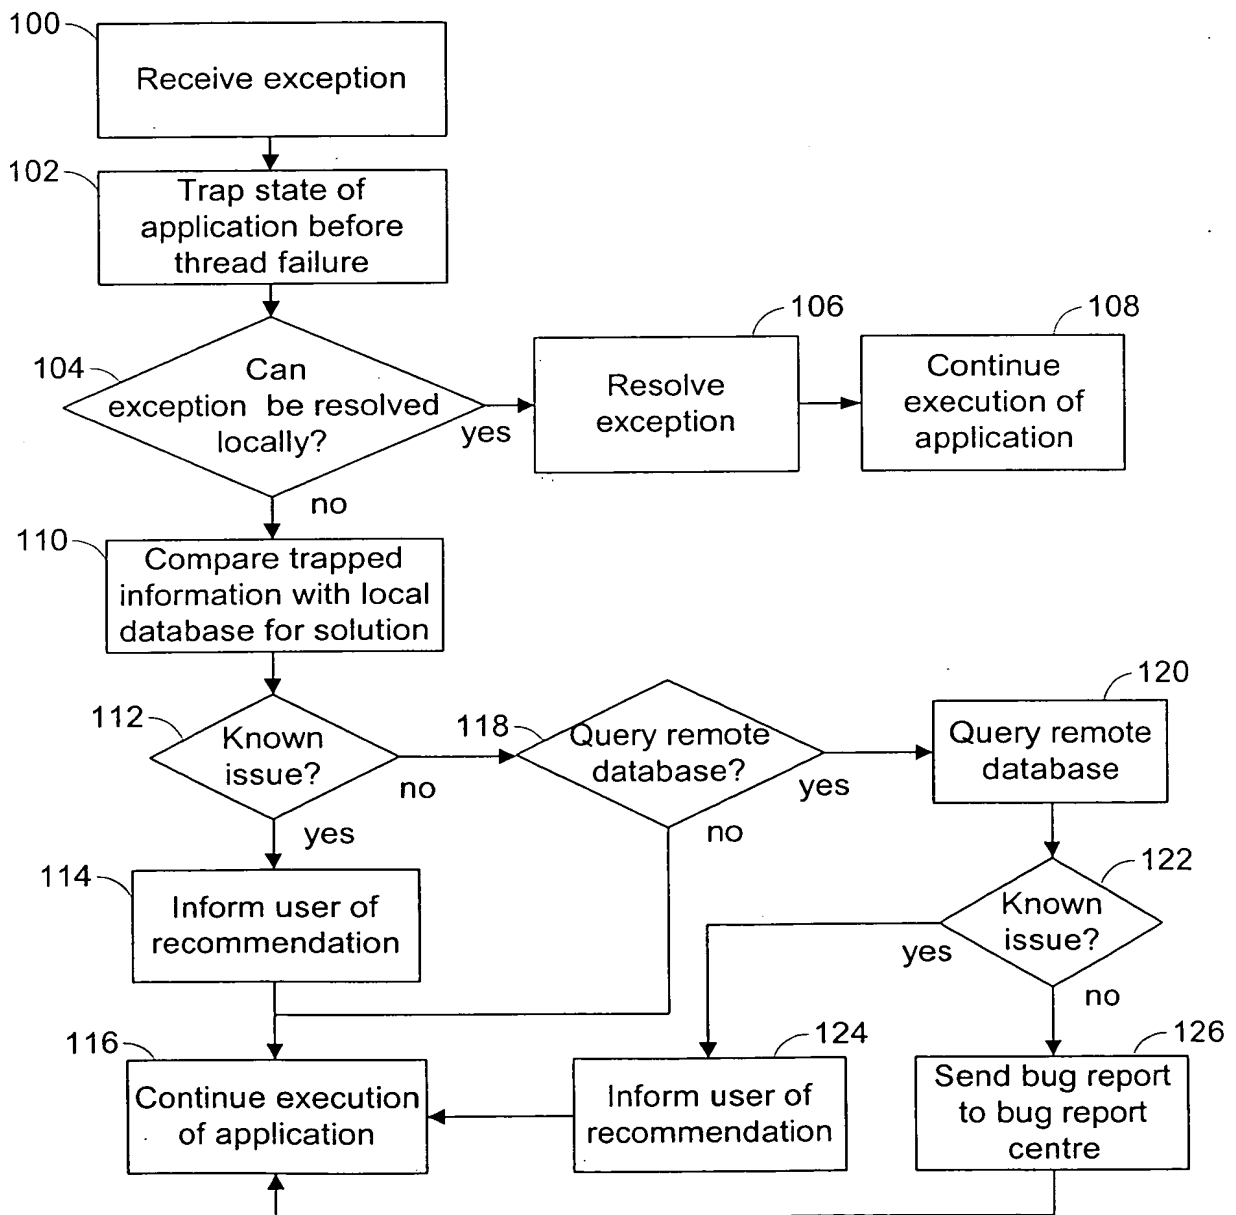 100
Receive exception
102
Trap state of
application before
thread failure
104
Can
exception be resolved
locally?
yes
no
106
Resolve
exception
108
Continue
execution of
application
110
Compare trapped
information with local
database for solution
112
Known
issue?
no
yes
118
Query remote
database?
yes
no
120
Query remote
database
114
Inform user of
recommendation
122
Known
issue?
yes
no
116
Continue execution
of application
124
Inform user of
recommendation
126
Send bug report
to bug report
centre